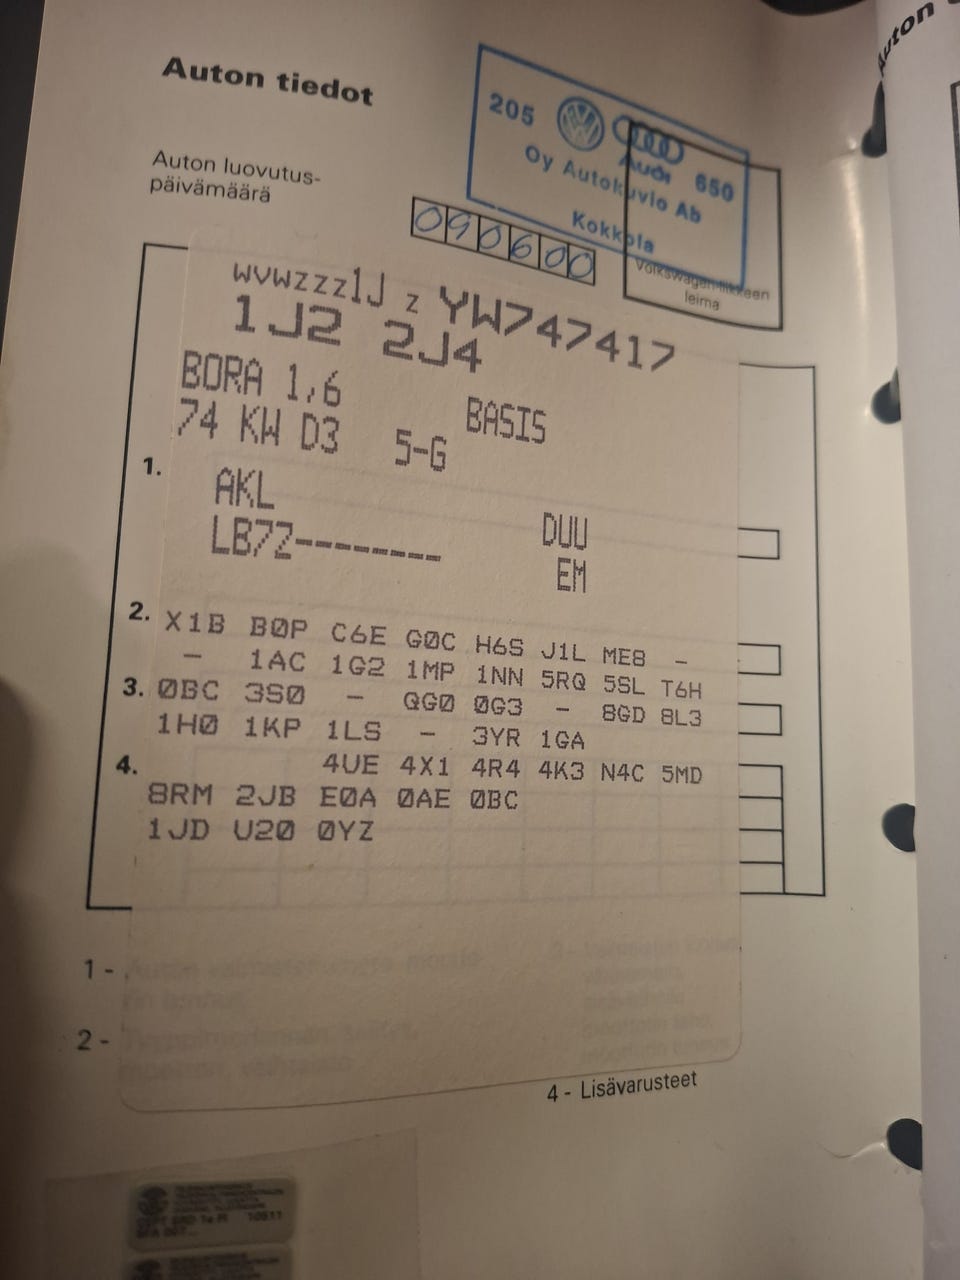 Auton tiedot
Auton
205 650
Audi
Oy Autokuvio Ab
Kokkola
Auton luovutus-
päivämäärä
090600
Volkswagen-liikkeen
leima
WVWZZZ1J Z YW747417
1J2 2J4
BORA 1,6 BASIS
74 KW D3 5-G
1.
AKL DUU
LB7Z-------- EM
2.
X1B B0P C6E G0C H6S J1L ME8 -
- 1AC 1G2 1MP 1NN 5RQ 5SL T6H
3.
0BC 3S0 - QG0 0G3 - 8GD 8L3
1H0 1KP 1LS - 3YR 1GA
4.
4UE 4X1 4R4 4K3 N4C 5MD
8RM 2JB E0A 0AE 0BC
1JD U20 0YZ
1 -
2 -
4 - Lisävarusteet